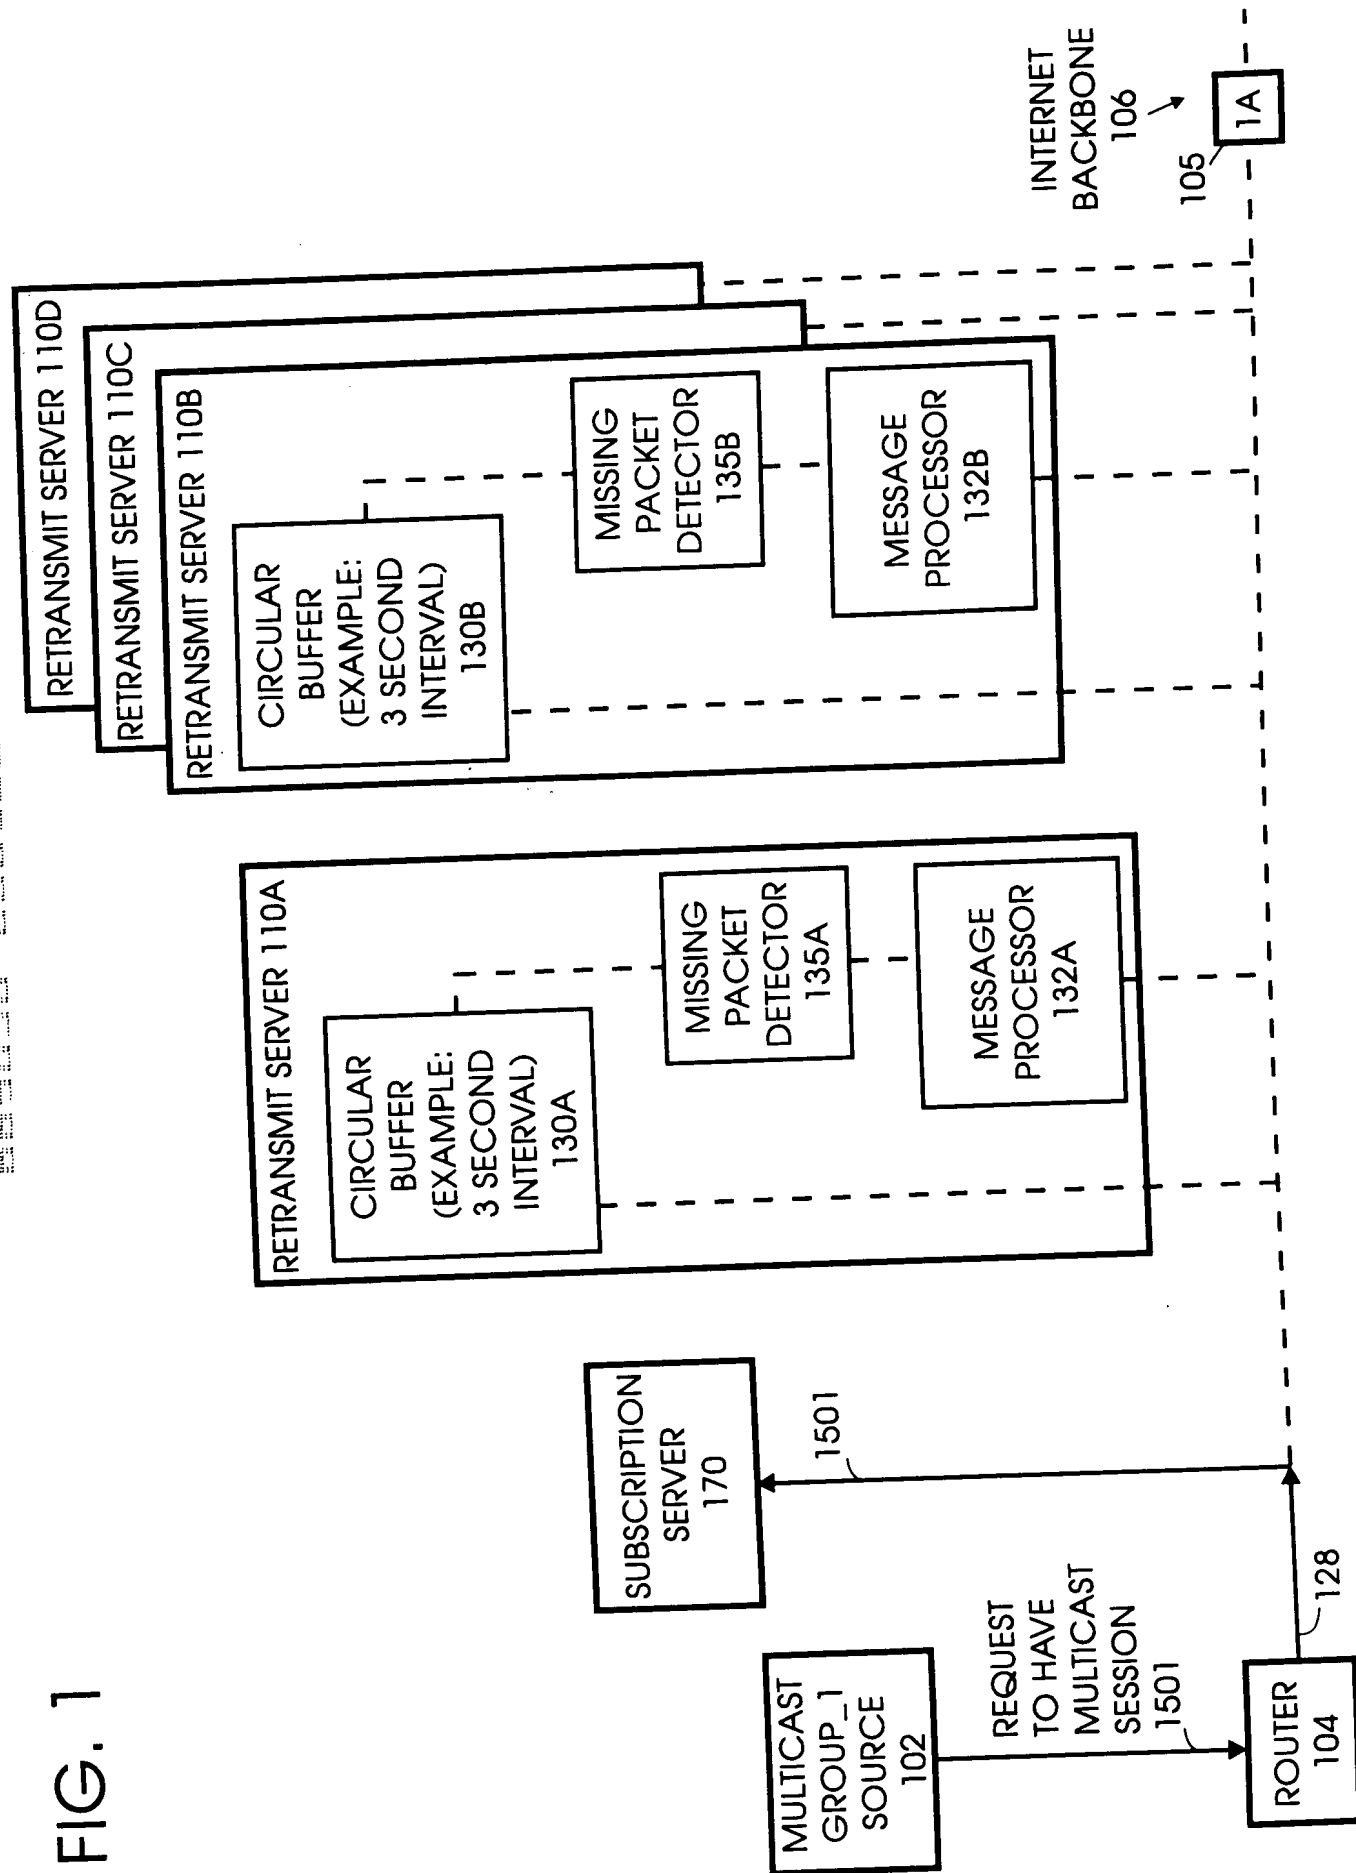 FIG. 1
MULTICAST
GROUP_1
SOURCE
102
REQUEST
TO HAVE
MULTICAST
SESSION
1501
ROUTER
104
128
SUBSCRIPTION
SERVER
170
1501
RETRANSMIT SERVER 110A
CIRCULAR
BUFFER
(EXAMPLE:
3 SECOND
INTERVAL)
130A
MISSING
PACKET
DETECTOR
135A
MESSAGE
PROCESSOR
132A
RETRANSMIT SERVER 110D
RETRANSMIT SERVER 110C
RETRANSMIT SERVER 110B
CIRCULAR
BUFFER
(EXAMPLE:
3 SECOND
INTERVAL)
130B
MISSING
PACKET
DETECTOR
135B
MESSAGE
PROCESSOR
132B
INTERNET
BACKBONE
106
105
1A